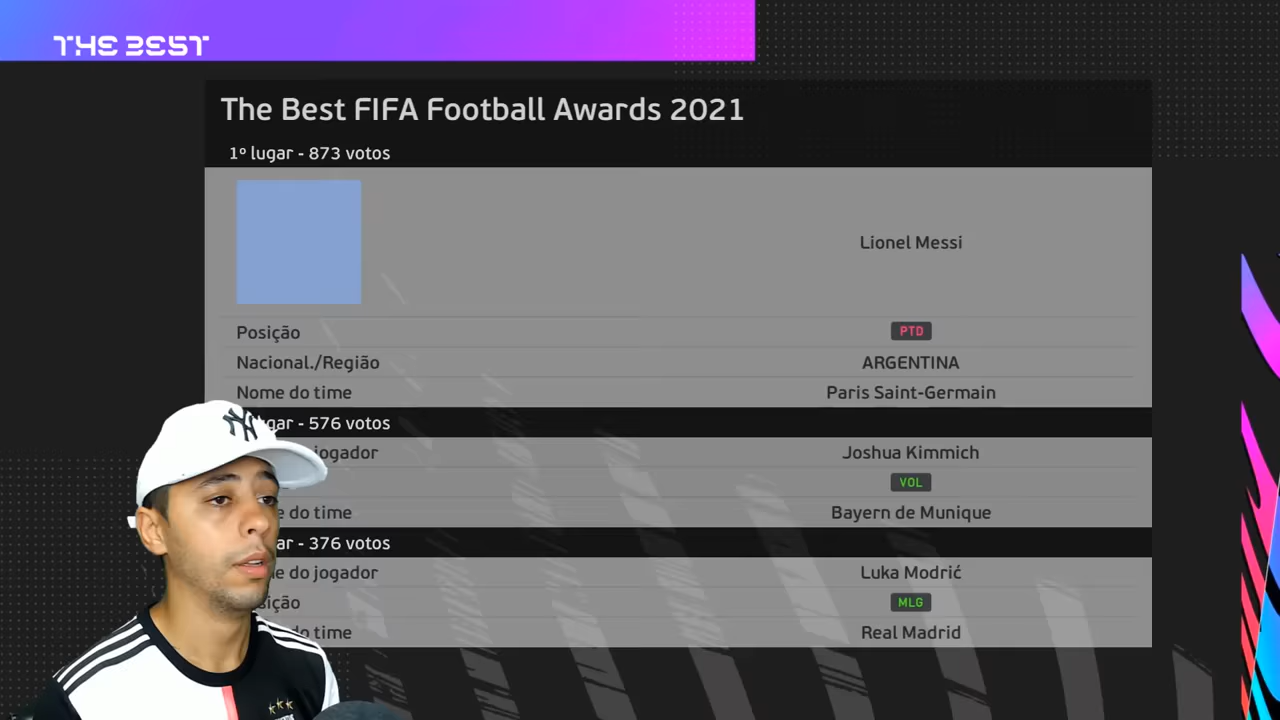 THE BEST
The Best FIFA Football Awards 2021
1º lugar - 873 votos
Lionel Messi
Posição PTD
Nacional./Região ARGENTINA
Nome do time Paris Saint-Germain
gar - 576 votos
jogador Joshua Kimmich
VOL
do time Bayern de Munique
ar - 376 votos
e do jogador Luka Modrić
sição MLG
do time Real Madrid
NY